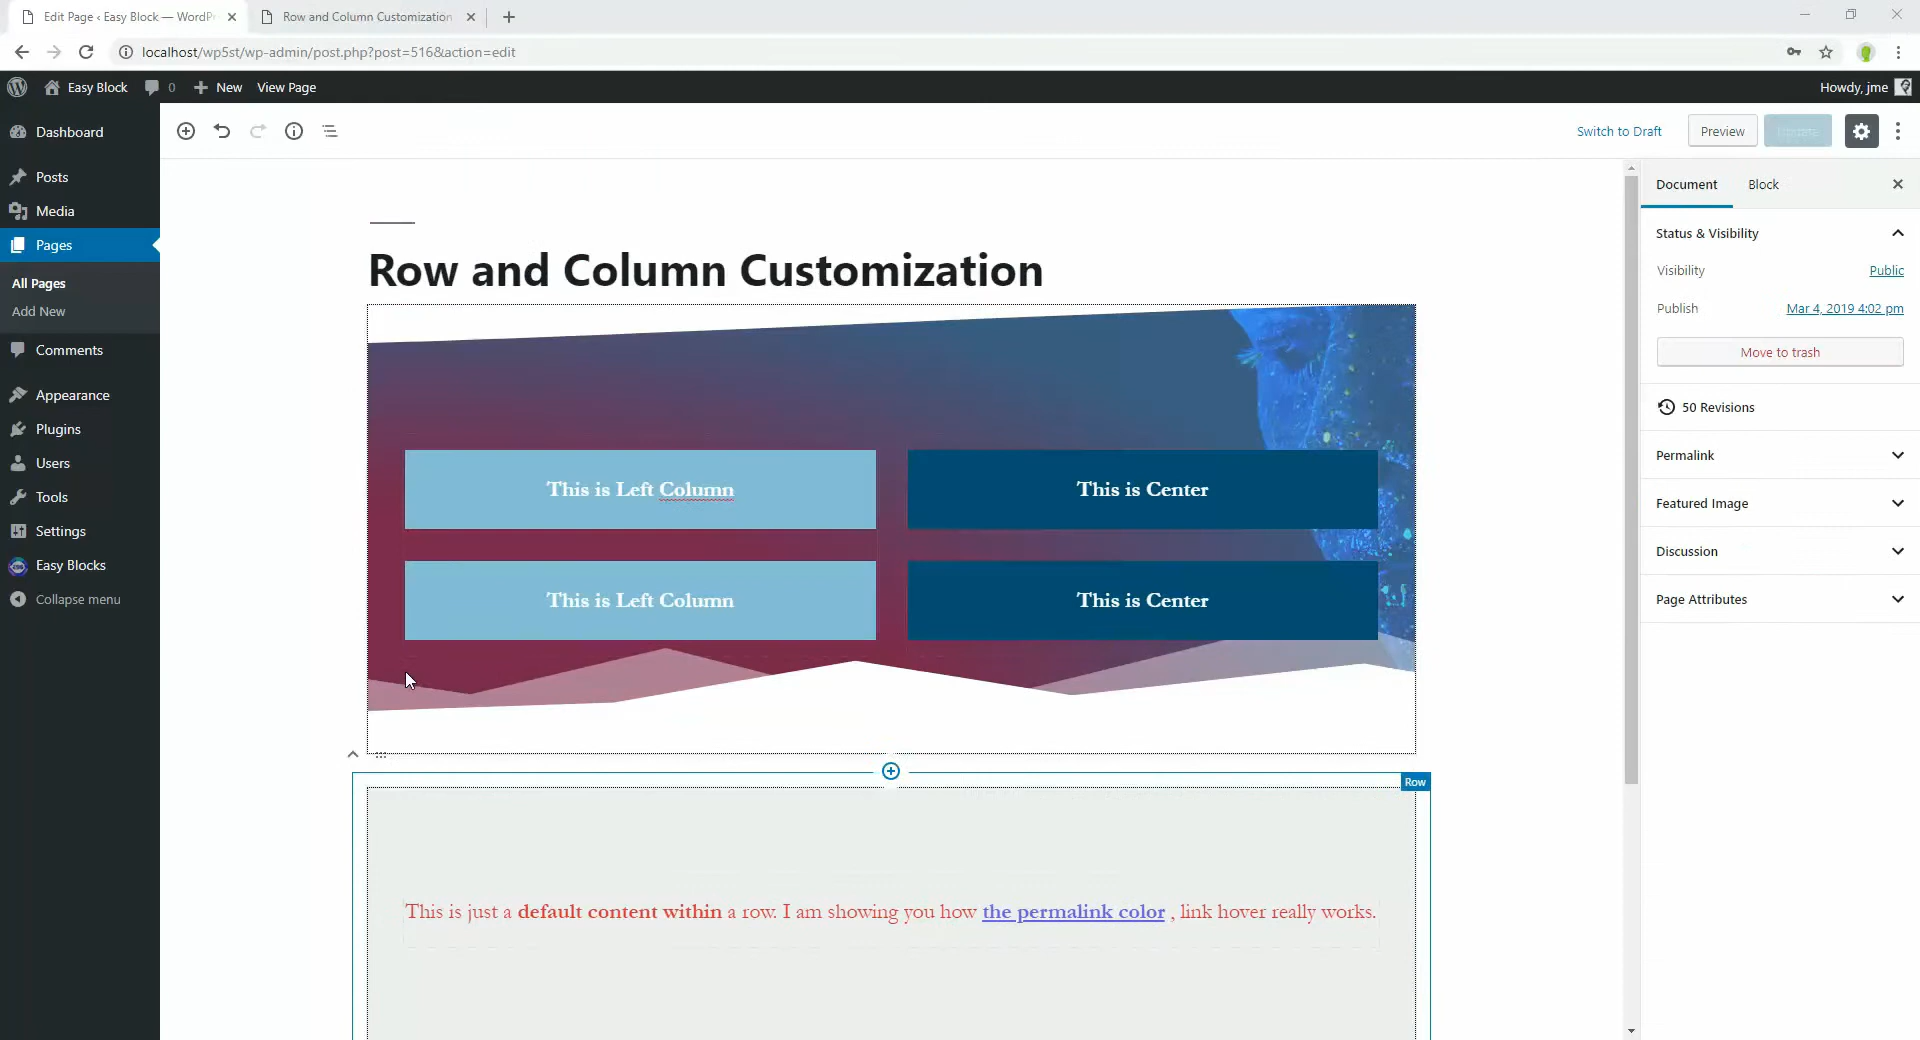 Edit Page ‹ Easy Block — WordPr
Row and Column Customization
localhost/wp5st/wp-admin/post.php?post=516&action=edit
Easy Block
0
New
View Page
Howdy, jme
Dashboard
Posts
Media
Pages
All Pages
Add New
Comments
Appearance
Plugins
Users
Tools
Settings
Easy Blocks
Collapse menu
Switch to Draft
Preview
Update
Row and Column Customization
This is Left Column
This is Center
This is Left Column
This is Center
Row
This is just a default content within a row. I am showing you how the permalink color , link hover really works.
Document
Block
Status & Visibility
Visibility
Public
Publish
Mar 4, 2019 4:02 pm
Move to trash
50 Revisions
Permalink
Featured Image
Discussion
Page Attributes